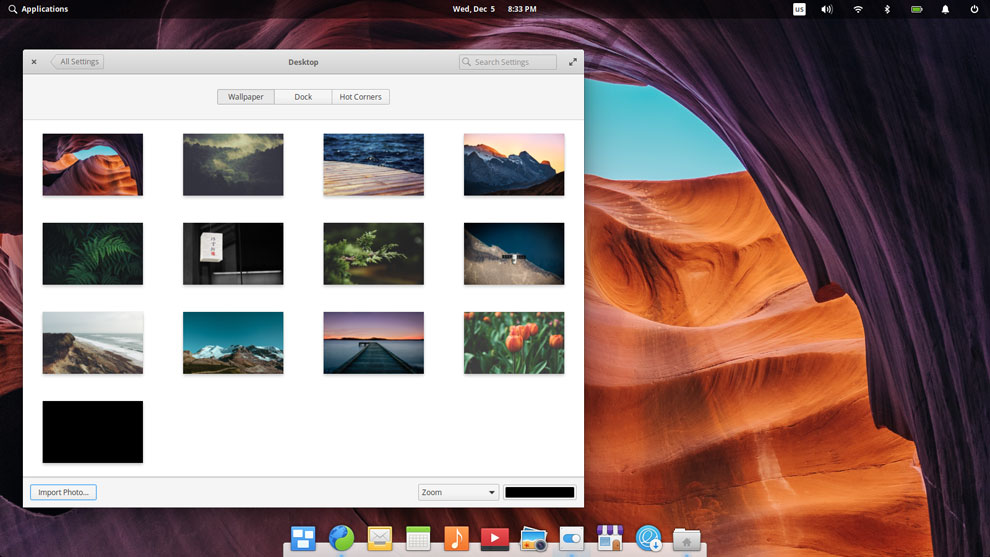 Applications
Wed, Dec 5 8:33 PM
us
All Settings
Desktop
Search Settings
Wallpaper
Dock
Hot Corners
Import Photo...
Zoom